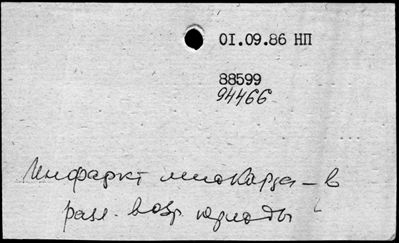 01.09.86 НП
88599
94466
Инфаркт миокарда – в
разл. возр. периоды